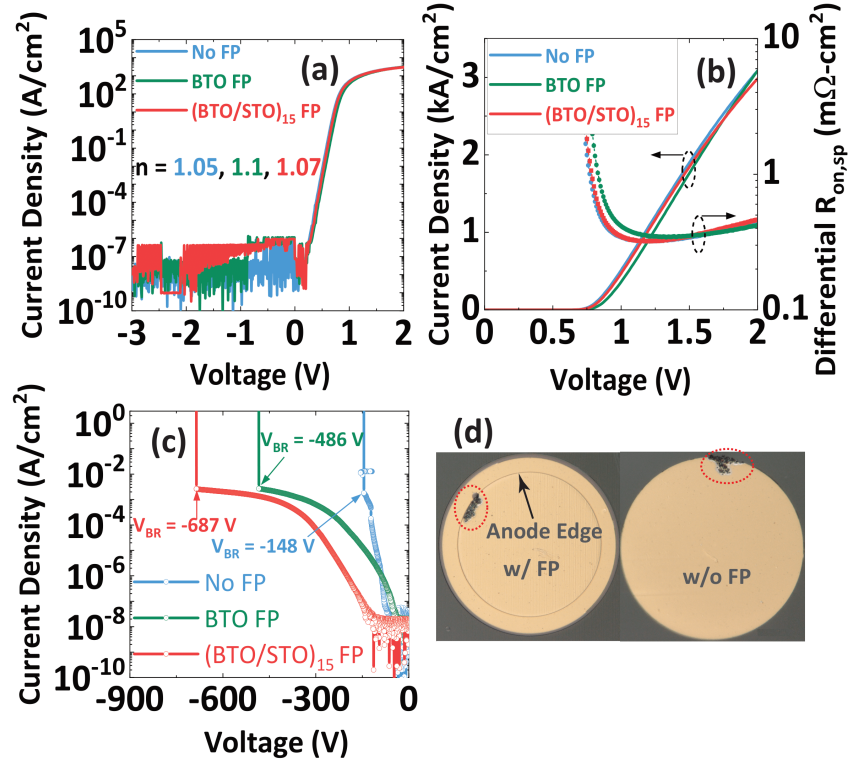 (a)
No FP
BTO FP
(BTO/STO)15 FP
n = 1.05, 1.1, 1.07
Current Density (A/cm2)
10^5
10^2
10^-1
10^-4
10^-7
10^-10
-3 -2 -1 0 1 2
Voltage (V)
(b)
No FP
BTO FP
(BTO/STO)15 FP
Current Density (kA/cm2)
3
2
1
0
Differential Ron,sp (mΩ-cm)
10
1
0.1
0 0.5 1 1.5 2
Voltage (V)
(c)
VBR = -486 V
VBR = -687 V
VBR = -148 V
No FP
BTO FP
(BTO/STO)15 FP
Current Density (A/cm2)
10^0
10^-2
10^-4
10^-6
10^-8
10^-10
-900 -600 -300 0
Voltage (V)
(d)
Anode Edge
w/ FP
w/o FP